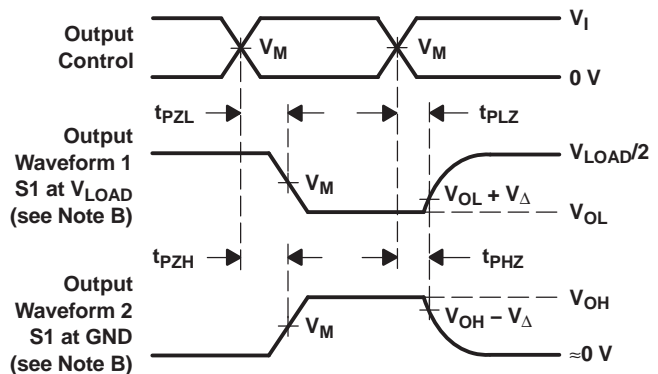 Output
Control
V_I
V_M
V_M
0 V
t_PZL
t_PLZ
Output
Waveform 1
S1 at V_LOAD
(see Note B)
V_LOAD/2
V_M
V_OL + V_Δ
V_OL
t_PZH
t_PHZ
Output
Waveform 2
S1 at GND
(see Note B)
V_OH
V_M
V_OH − V_Δ
≈0 V